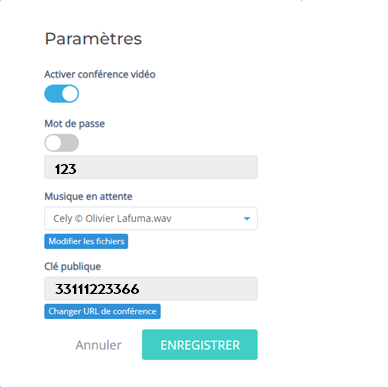 Paramètres
Activer conférence vidéo
Mot de passe
123
Musique en attente
Cely © Olivier Lafuma.wav
Modifier les fichiers
Clé publique
33111223366
Changer URL de conférence
Annuler ENREGISTRER